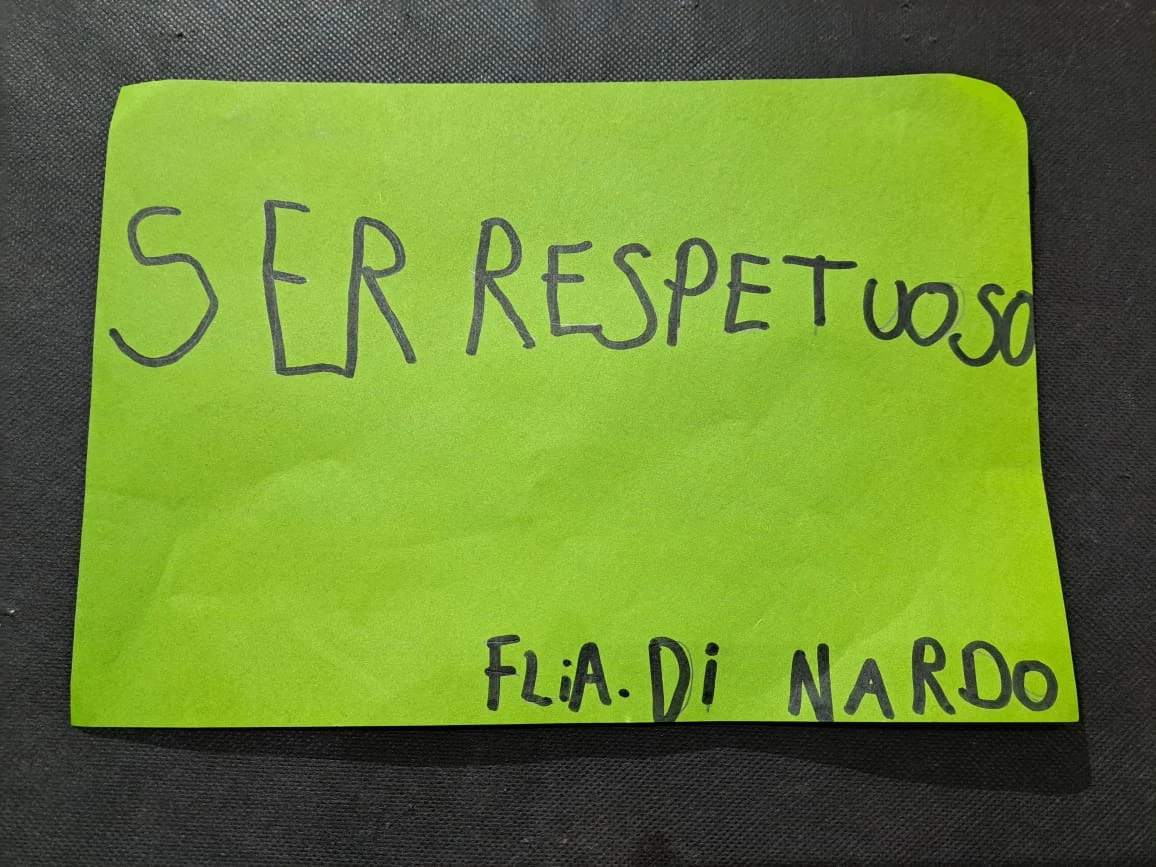 SER RESPETUOSO
FLiA. Di NARDO